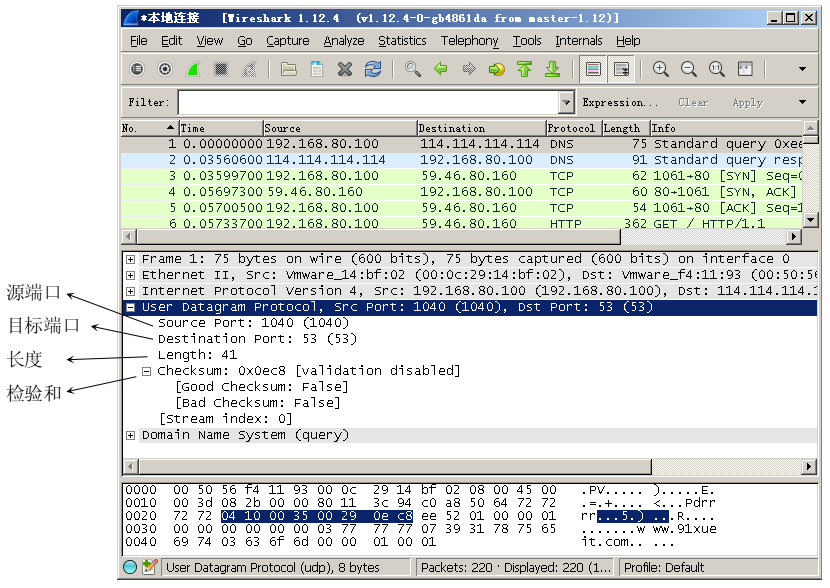 *本地连接 [Wireshark 1.12.4 (v1.12.4-0-gb4861da from master-1.12)]
File Edit View Go Capture Analyze Statistics Telephony Tools Internals Help
Filter: Expression... Clear Apply
No. Time Source Destination Protocol Length Info
1 0.00000000 192.168.80.100 114.114.114.114 DNS 75 Standard query 0xee
2 0.03560600 114.114.114.114 192.168.80.100 DNS 91 Standard query resp
3 0.03599700 192.168.80.100 59.46.80.160 TCP 62 1061→80 [SYN] Seq=0
4 0.05697300 59.46.80.160 192.168.80.100 TCP 60 80→1061 [SYN, ACK]
5 0.05700500 192.168.80.100 59.46.80.160 TCP 54 1061→80 [ACK] Seq=1
6 0.05733700 192.168.80.100 59.46.80.160 HTTP 362 GET / HTTP/1.1
Frame 1: 75 bytes on wire (600 bits), 75 bytes captured (600 bits) on interface 0
Ethernet II, Src: Vmware_14:bf:02 (00:0c:29:14:bf:02), Dst: Vmware_f4:11:93 (00:50:56
Internet Protocol Version 4, Src: 192.168.80.100 (192.168.80.100), Dst: 114.114.114.1
User Datagram Protocol, Src Port: 1040 (1040), Dst Port: 53 (53)
源端口 Source Port: 1040 (1040)
目标端口 Destination Port: 53 (53)
长度 Length: 41
检验和 Checksum: 0x0ec8 [validation disabled]
[Good Checksum: False]
[Bad Checksum: False]
[Stream index: 0]
Domain Name System (query)
0000 00 50 56 f4 11 93 00 0c 29 14 bf 02 08 00 45 00 .PV..... ).....E.
0010 00 3d 08 2b 00 00 80 11 3c 94 c0 a8 50 64 72 72 .=.+.... <...Pdrr
0020 72 72 04 10 00 35 00 29 0e c8 ee 52 01 00 00 01 rr...5.) ...R....
0030 00 00 00 00 00 00 03 77 77 77 07 39 31 78 75 65 .......w ww.91xue
0040 69 74 03 63 6f 6d 00 00 01 00 01 it.com.. ...
User Datagram Protocol (udp), 8 bytes Packets: 220 · Displayed: 220 (1... Profile: Default